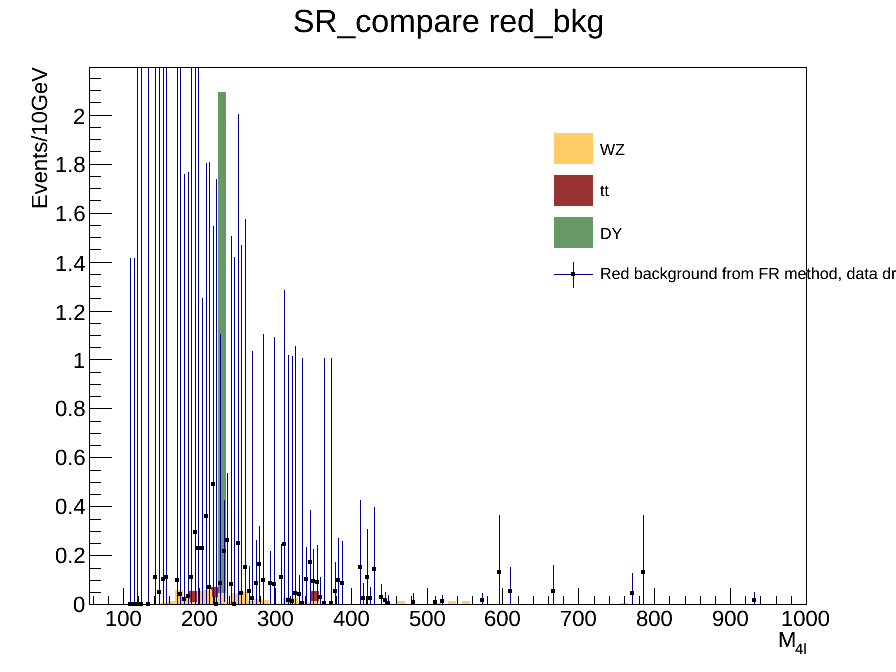 SR_compare red_bkg
Events/10GeV
2
1.8
1.6
1.4
1.2
1
0.8
0.6
0.4
0.2
0
WZ
tt
DY
Red background from FR method, data dr
100 200 300 400 500 600 700 800 900 1000
M4l